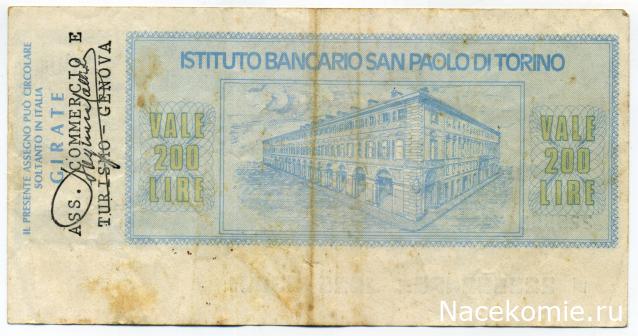 ISTITUTO BANCARIO SAN PAOLO DI TORINO
VALE
200
LIRE
VALE
200
LIRE
IL PRESENTE ASSEGNO PUÒ CIRCOLARE
SOLTANTO IN ITALIA
GIRATE
ASS. COMMERCIO E
TURISMO - GENOVA
Nacekomie.ru